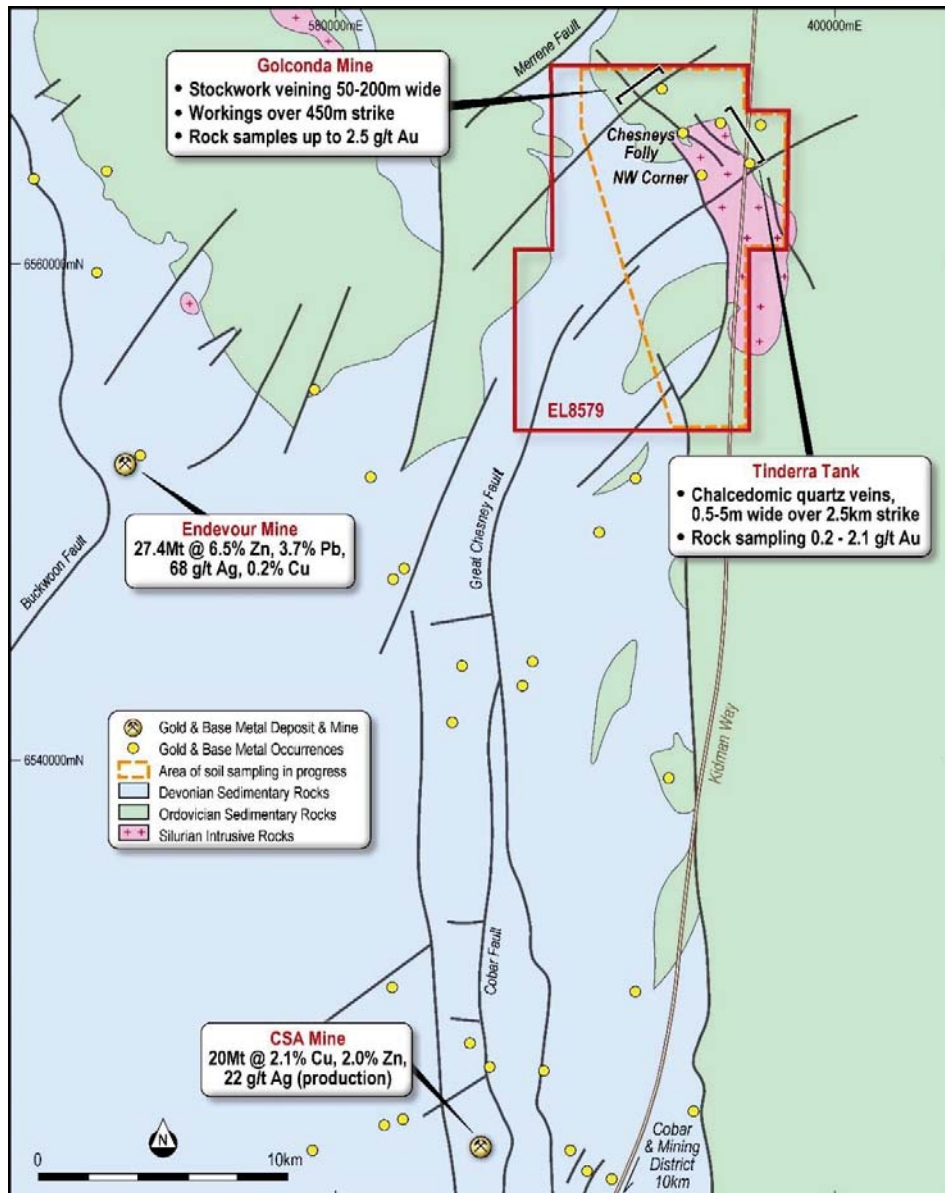 580000mE
400000mE
Merrene Fault
Golconda Mine
• Stockwork veining 50-200m wide
• Workings over 450m strike
• Rock samples up to 2.5 g/t Au
Chesneys
Folly
NW Corner
6560000mN
EL8579
Tinderra Tank
• Chalcedomic quartz veins,
0.5-5m wide over 2.5km strike
• Rock sampling 0.2 - 2.1 g/t Au
Endevour Mine
27.4Mt @ 6.5% Zn, 3.7% Pb,
68 g/t Ag, 0.2% Cu
Buckwoon Fault
Great Chesney Fault
Kidman Way
Gold & Base Metal Deposit & Mine
Gold & Base Metal Occurrences
Area of soil sampling in progress
Devonian Sedimentary Rocks
Ordovician Sedimentary Rocks
Silurian Intrusive Rocks
6540000mN
Cobar Fault
CSA Mine
20Mt @ 2.1% Cu, 2.0% Zn,
22 g/t Ag (production)
N
0
10km
Cobar
& Mining
District
10km